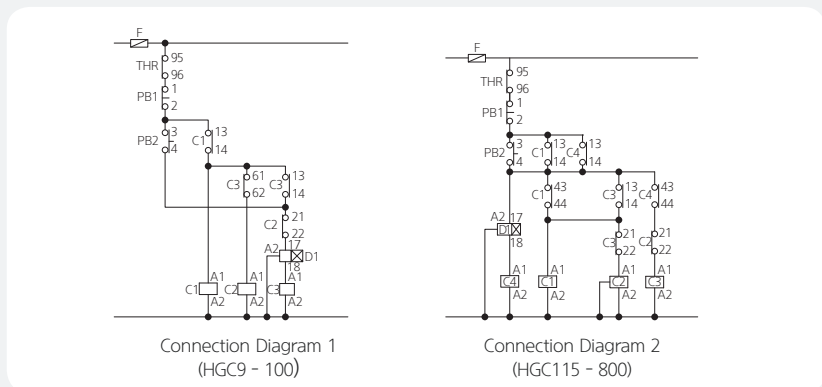 F
95
THR
96
1
PB1
2
3
PB2
4
13
C1
14
61
C3
62
13
C3
14
21
C2
22
17
A2
D1
18
A1
C1
A2
A1
C2
A2
A1
C3
A2
Connection Diagram 1
(HGC9 - 100)
F
95
THR
96
1
PB1
2
3
PB2
4
13
C1
14
13
C4
14
43
C1
44
13
C3
14
43
C4
44
A2 17
D1
18
21
C3
22
21
C2
22
A1
C4
A2
A1
C1
A2
A1
C2
A2
A1
C3
A2
Connection Diagram 2
(HGC115 - 800)